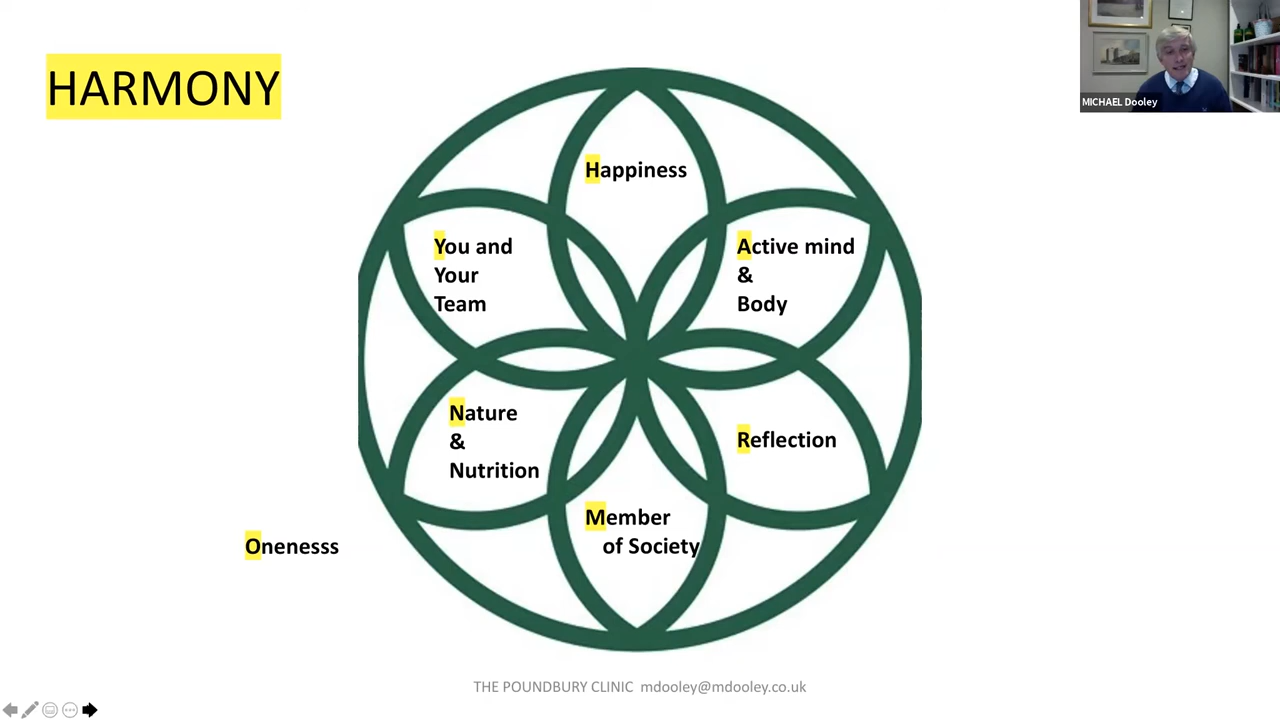 HARMONY
MICHAEL Dooley
Happiness
You and
Your
Team
Active mind
&
Body
Nature
&
Nutrition
Reflection
Member
of Society
Onenesss
THE POUNDBURY CLINIC mdooley@mdooley.co.uk